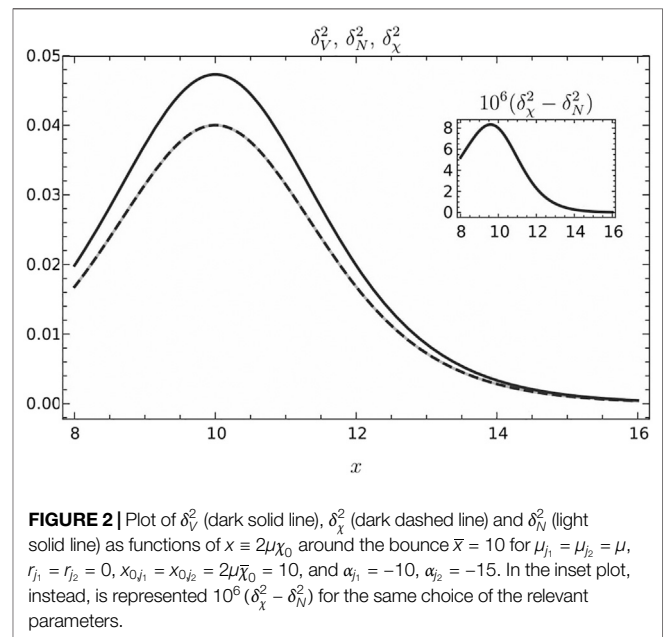 δ²_V, δ²_N, δ²_χ
0.05
0.04
0.03
0.02
0.01
0.00
8 10 12 14 16
x
10⁶(δ²_χ − δ²_N)
8
6
4
2
0
8 10 12 14 16
FIGURE 2 | Plot of δ²_V (dark solid line), δ²_χ (dark dashed line) and δ²_N (light
solid line) as functions of x ≡ 2μχ₀ around the bounce x̅ = 10 for μ_j₁ = μ_j₂ = μ,
r_j₁ = r_j₂ = 0, x₀,j₁ = x₀,j₂ = 2μχ̅₀ = 10, and α_j₁ = −10, α_j₂ = −15. In the inset plot,
instead, is represented 10⁶ (δ²_χ − δ²_N) for the same choice of the relevant
parameters.